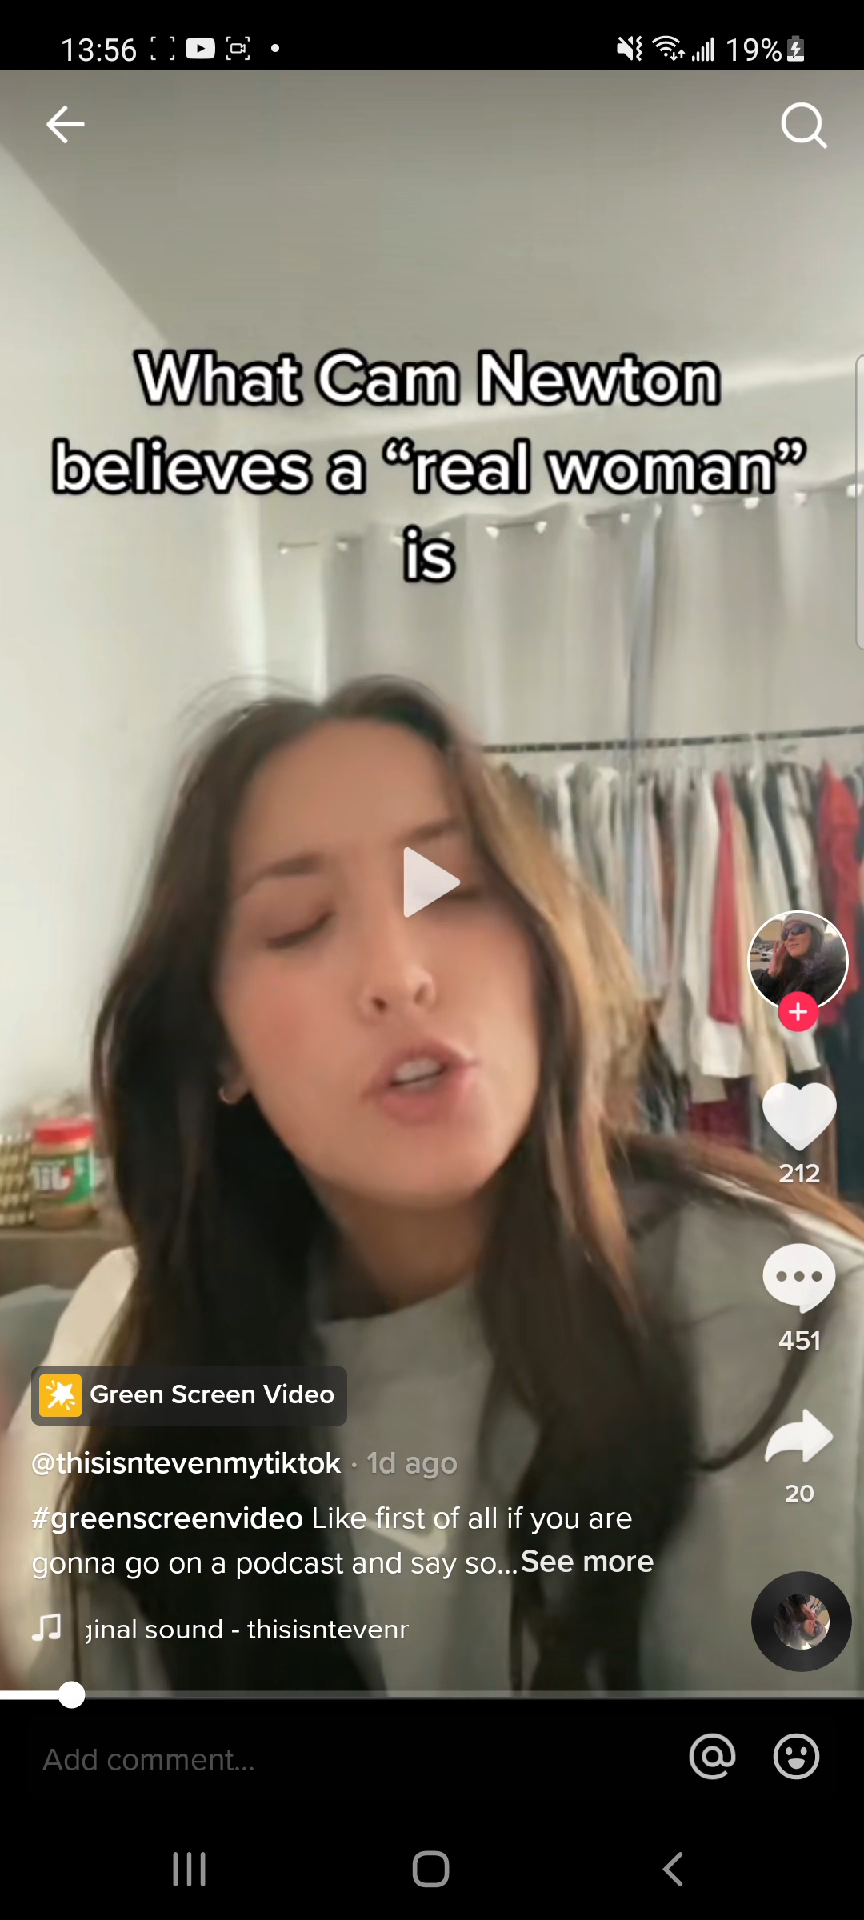 13:56
19%
What Cam Newton
believes a “real woman”
is
JIF
212
451
20
Green Screen Video
@thisisntevenmytiktok · 1d ago
#greenscreenvideo Like first of all if you are
gonna go on a podcast and say so...See more
ginal sound - thisisntevenr
Add comment...